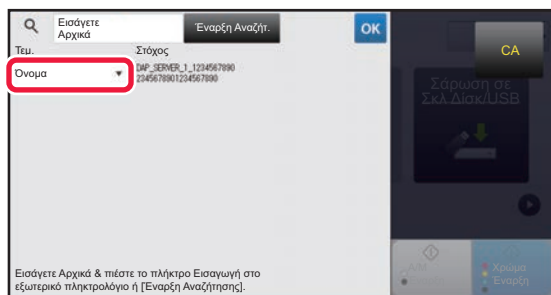 Εισάγετε
Αρχικά
Έναρξη Αναζήτ.
OK
CA
Τεμ.
Στόχος
Όνομα
DAP_SERVER_1_1234567890
2345678901234567890
Σάρωση σε
Σκλ.Δίσκ/USB
Α/Μ
Έναρξη
Χρώμα
Έναρξη
Εισάγετε Αρχικά & πιέστε το πλήκτρο Εισαγωγή στο
εξωτερικό πληκτρολόγιο ή [Έναρξη Αναζήτησης].